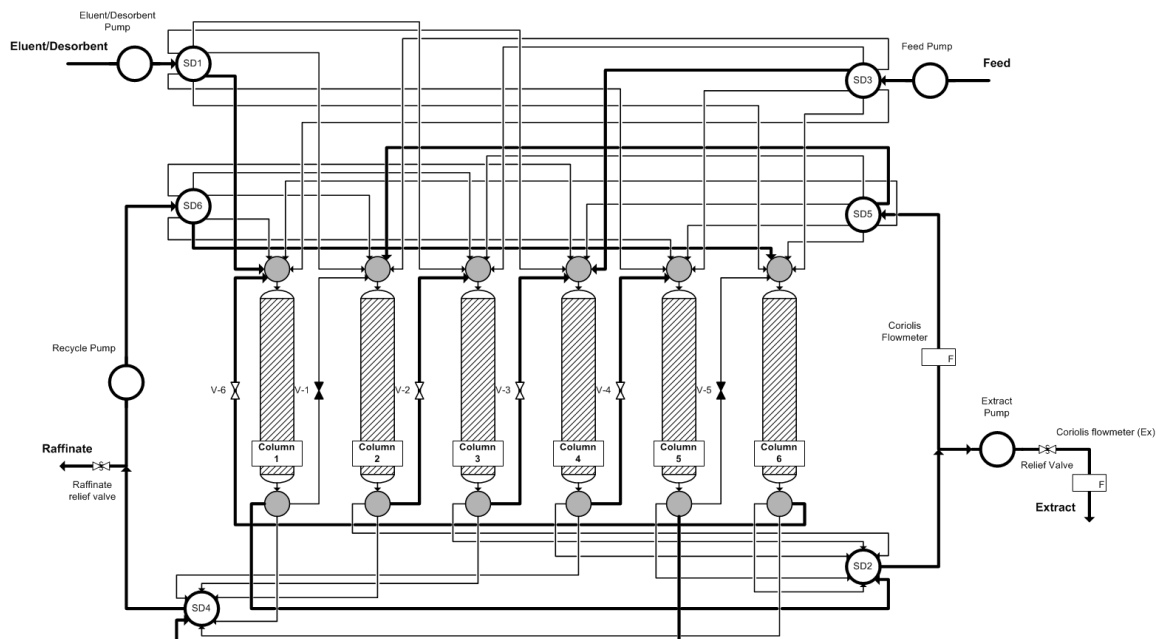 Eluent/Desorbent
Pump
Eluent/Desorbent
SD1
Feed Pump
Feed
SD3
SD6
SD5
Recycle Pump
Coriolis
Flowmeter
F
V-6
V-1
V-2
V-3
V-4
V-5
Extract
Pump
Coriolis flowmeter (Ex)
Column
1
Column
2
Column
3
Column
4
Column
5
Column
6
Raffinate
S
Raffinate
relief valve
S
Relief Valve
F
Extract
SD2
SD4